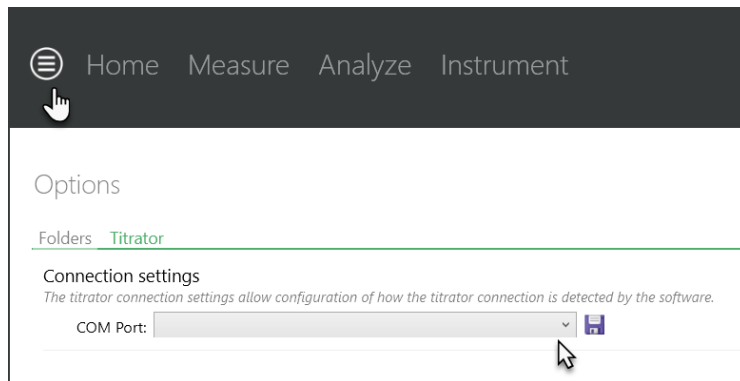 Home Measure Analyze Instrument
Options
Folders Titrator
Connection settings
The titrator connection settings allow configuration of how the titrator connection is detected by the software.
COM Port: